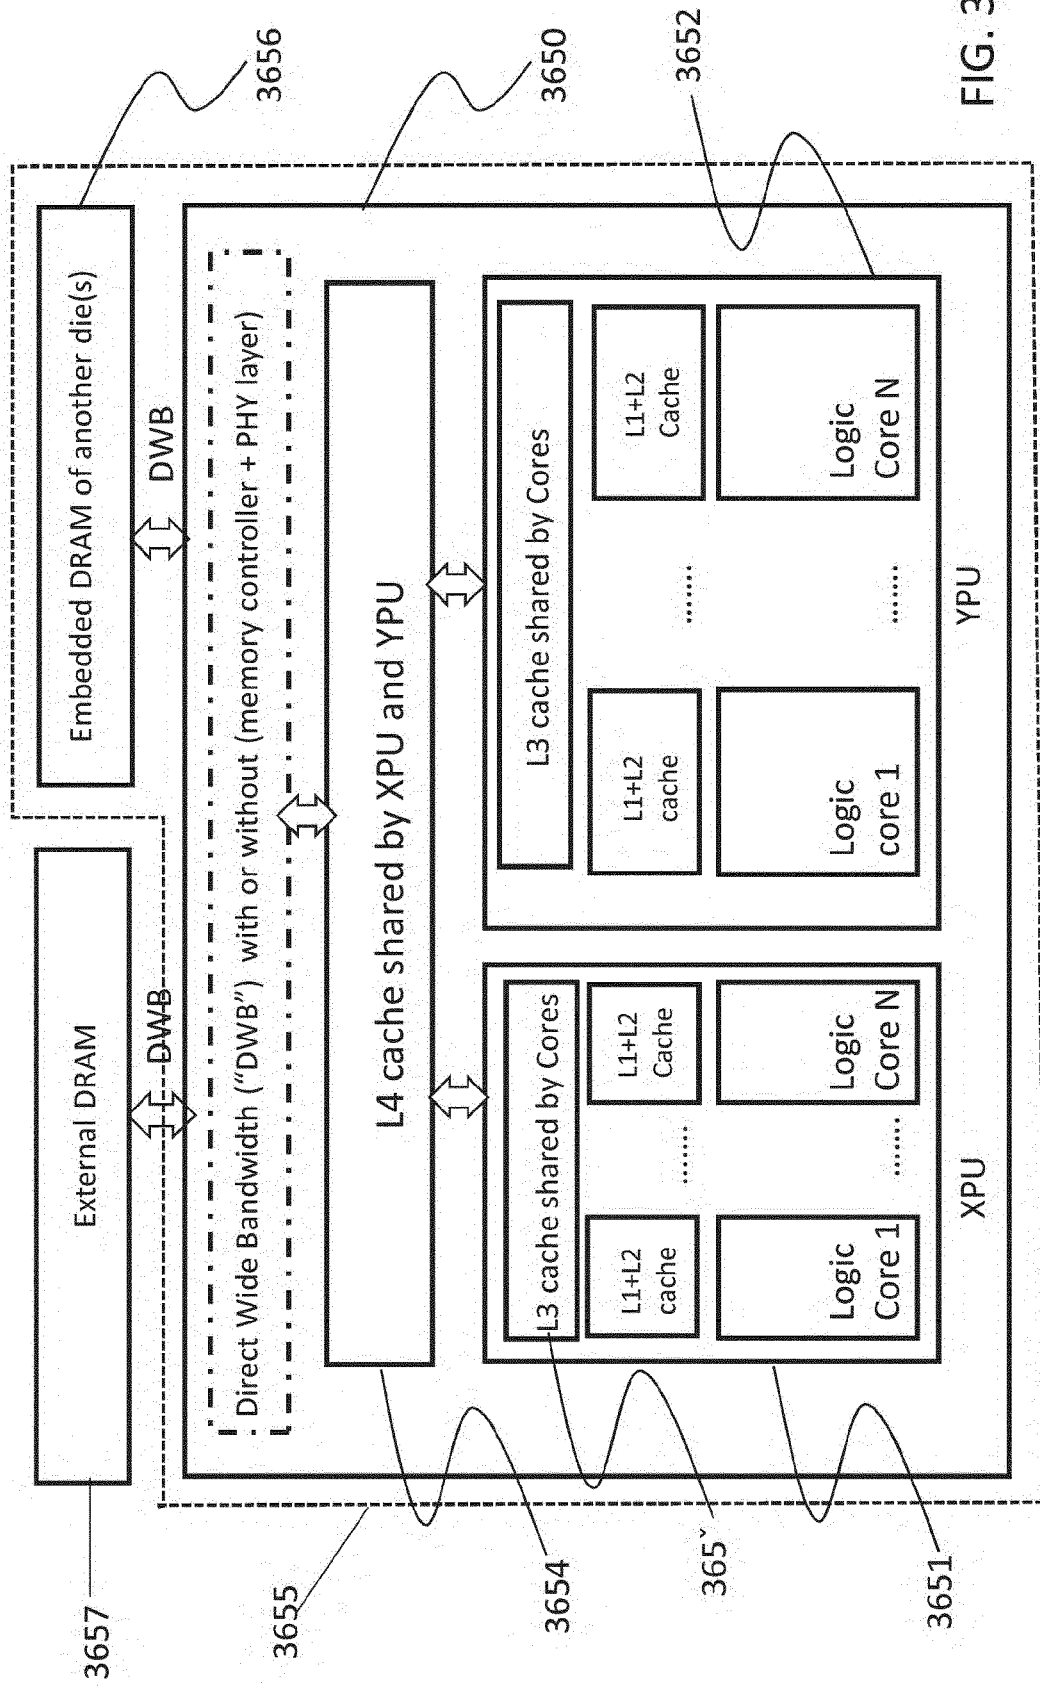 3657
External DRAM
Embedded DRAM of another die(s)
3656
3655
DWB
DWB
Direct Wide Bandwidth (“DWB”) with or without (memory controller + PHY layer)
3650
3654
L4 cache shared by XPU and YPU
L3 cache shared by Cores
L3 cache shared by Cores
3652
L1+L2
cache
......
L1+L2
Cache
L1+L2
cache
......
L1+L2
Cache
Logic
Core 1
.......
Logic
Core N
Logic
core 1
......
Logic
Core N
3651
XPU
YPU